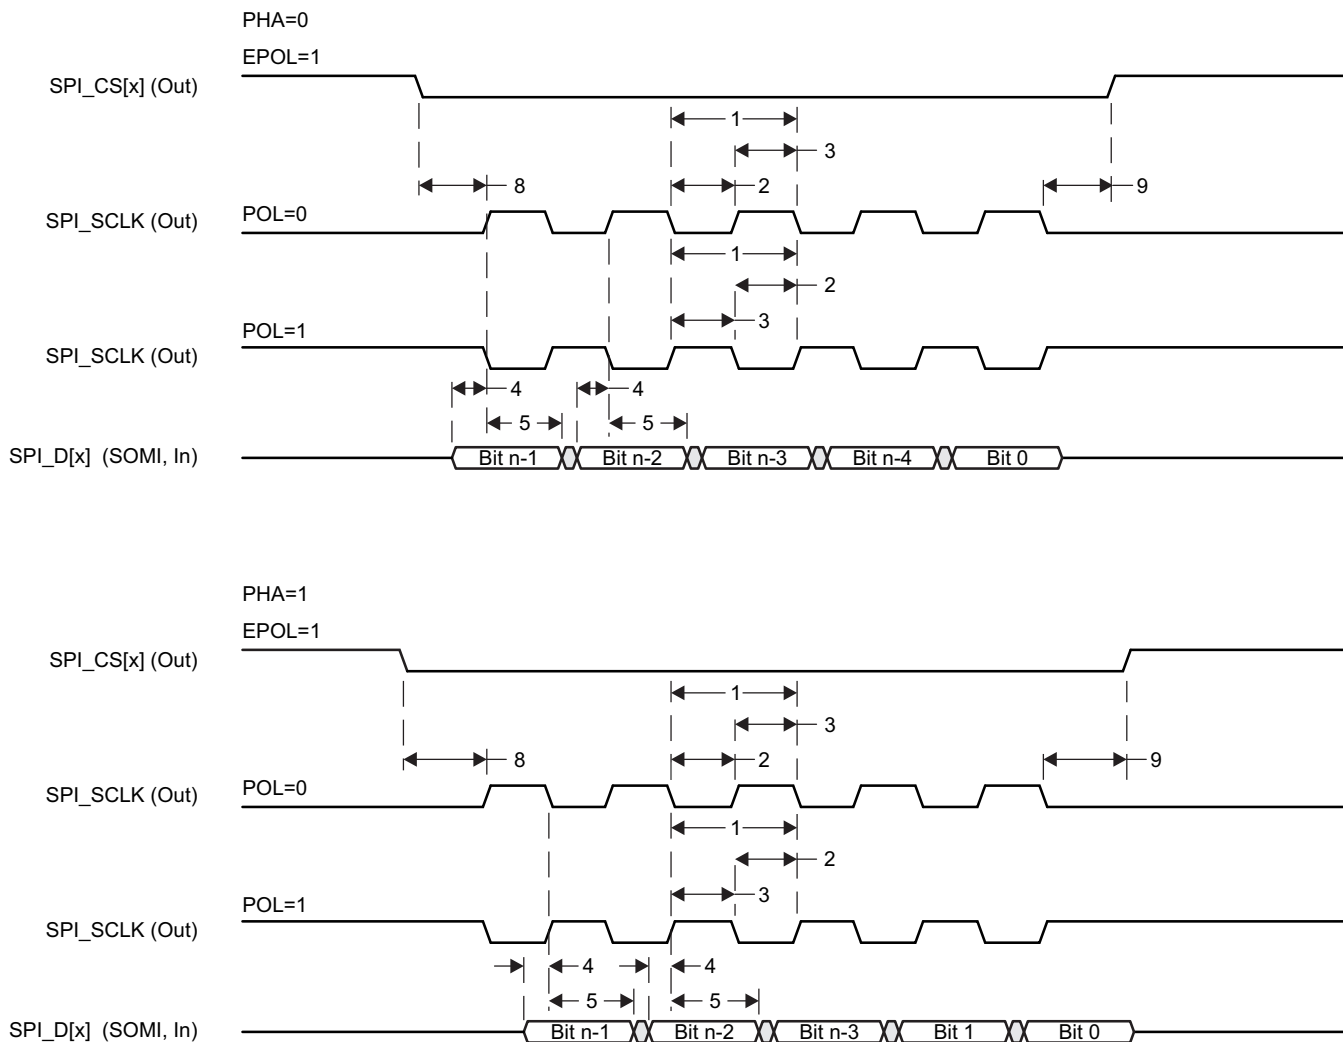 PHA=0
EPOL=1
SPI_CS[x] (Out)
1
3
8
2
9
SPI_SCLK (Out)
POL=0
1
2
3
POL=1
SPI_SCLK (Out)
4
4
5
5
SPI_D[x] (SOMI, In)
Bit n-1
Bit n-2
Bit n-3
Bit n-4
Bit 0
PHA=1
EPOL=1
SPI_CS[x] (Out)
1
3
8
2
9
SPI_SCLK (Out)
POL=0
1
2
3
POL=1
SPI_SCLK (Out)
4
4
5
5
SPI_D[x] (SOMI, In)
Bit n-1
Bit n-2
Bit n-3
Bit 1
Bit 0